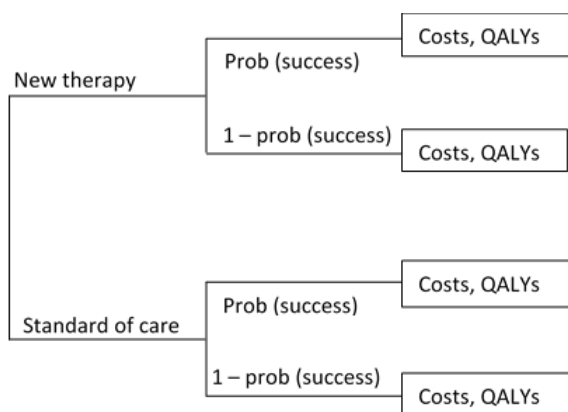 Costs, QALYs
Prob (success)
New therapy
1 – prob (success)
Costs, QALYs
Costs, QALYs
Prob (success)
Standard of care
1 – prob (success)
Costs, QALYs